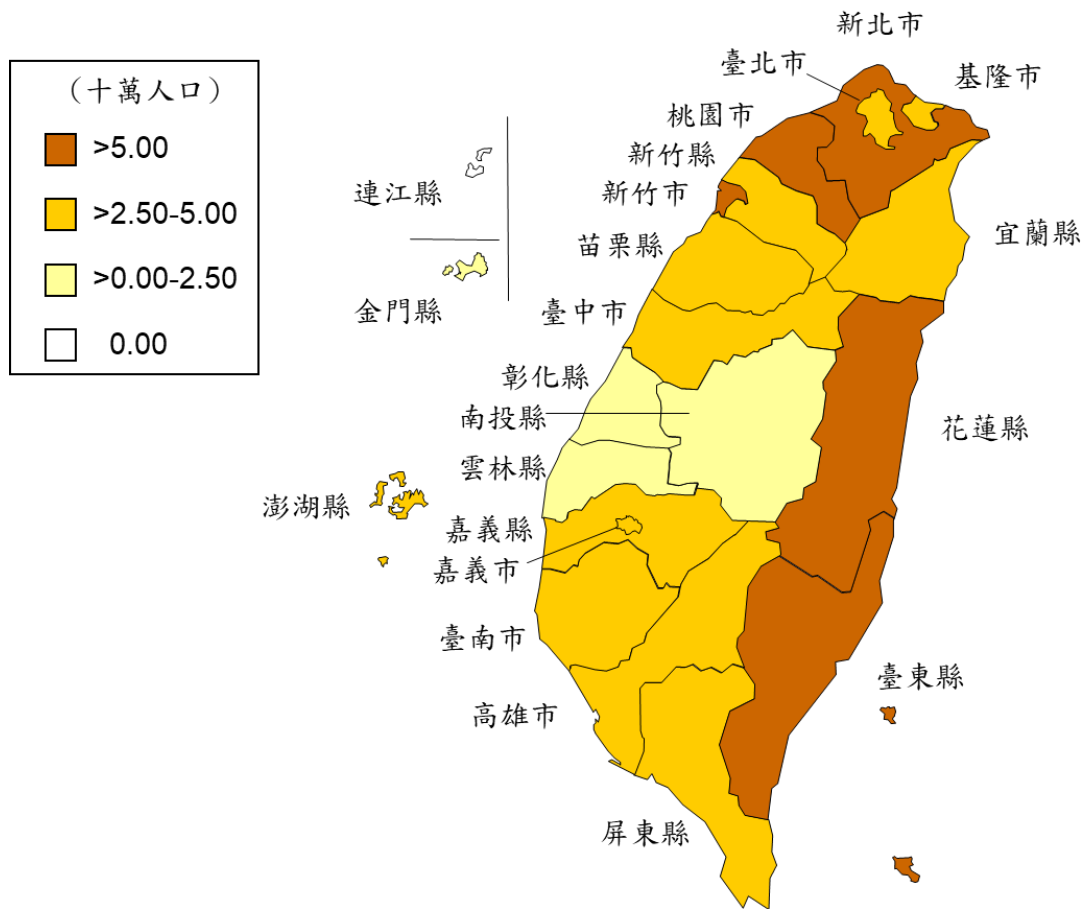 （十萬人口）
>5.00
>2.50-5.00
>0.00-2.50
0.00
新北市
臺北市
基隆市
桃園市
新竹縣
新竹市
連江縣
苗栗縣
宜蘭縣
金門縣
臺中市
彰化縣
南投縣
花蓮縣
雲林縣
澎湖縣
嘉義縣
嘉義市
臺南市
臺東縣
高雄市
屏東縣